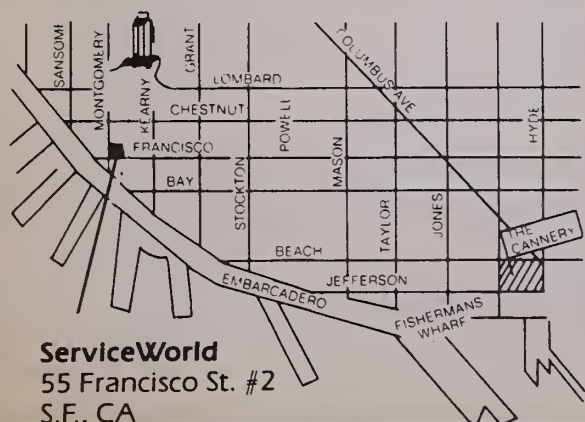 SANSOME
MONTGOMERY
KEARNY
GRANT
LOMBARD
CHESTNUT
FRANCISCO
BAY
STOCKTON
POWELL
MASON
COLUMBUS AVE
TAYLOR
JONES
HYDE
THE
CANNERY
BEACH
JEFFERSON
EMBARCADERO
FISHERMANS
WHARF
ServiceWorld
55 Francisco St. #2
S.F., CA